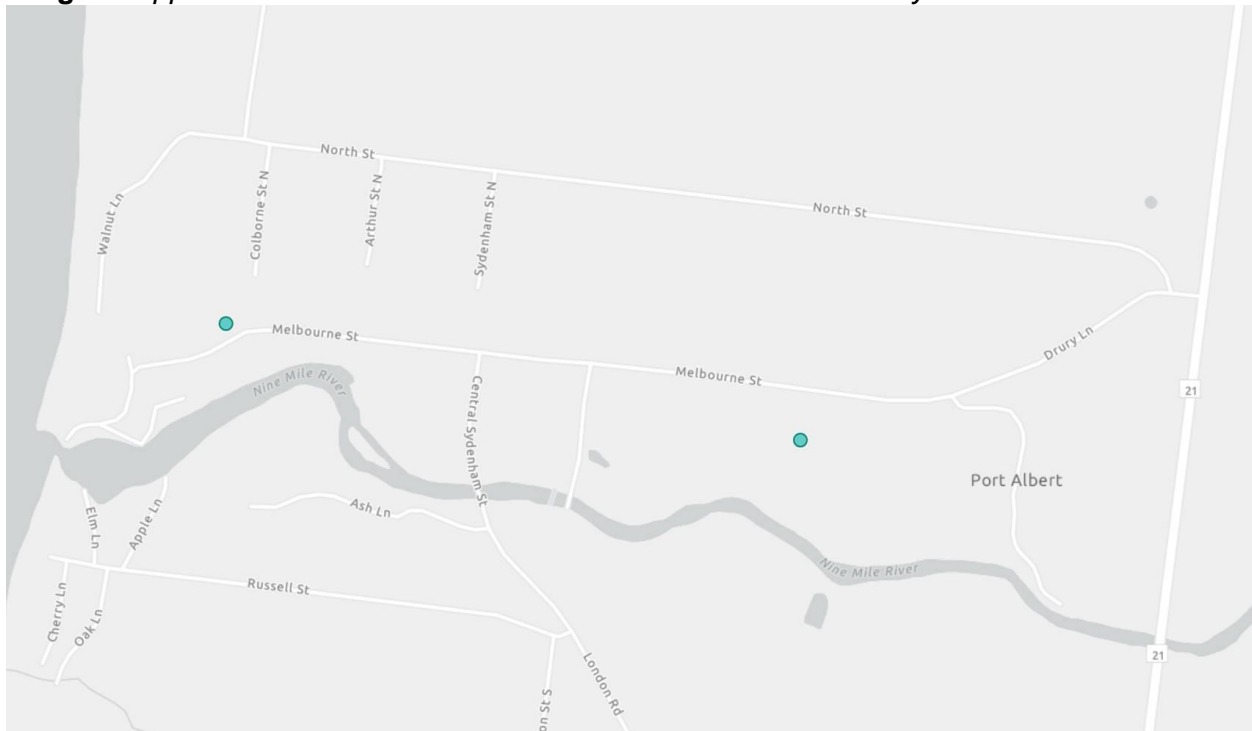 North St
North St
Walnut Ln
Colborne St N
Arthur St N
Sydenham St N
Melbourne St
Melbourne St
Drury Ln
21
Nine Mile River
Central Sydenham St
Port Albert
Ash Ln
Elm Ln
Apple Ln
Nine Mile River
Russell St
Cherry Ln
Oak Ln
London Rd
21
on St S